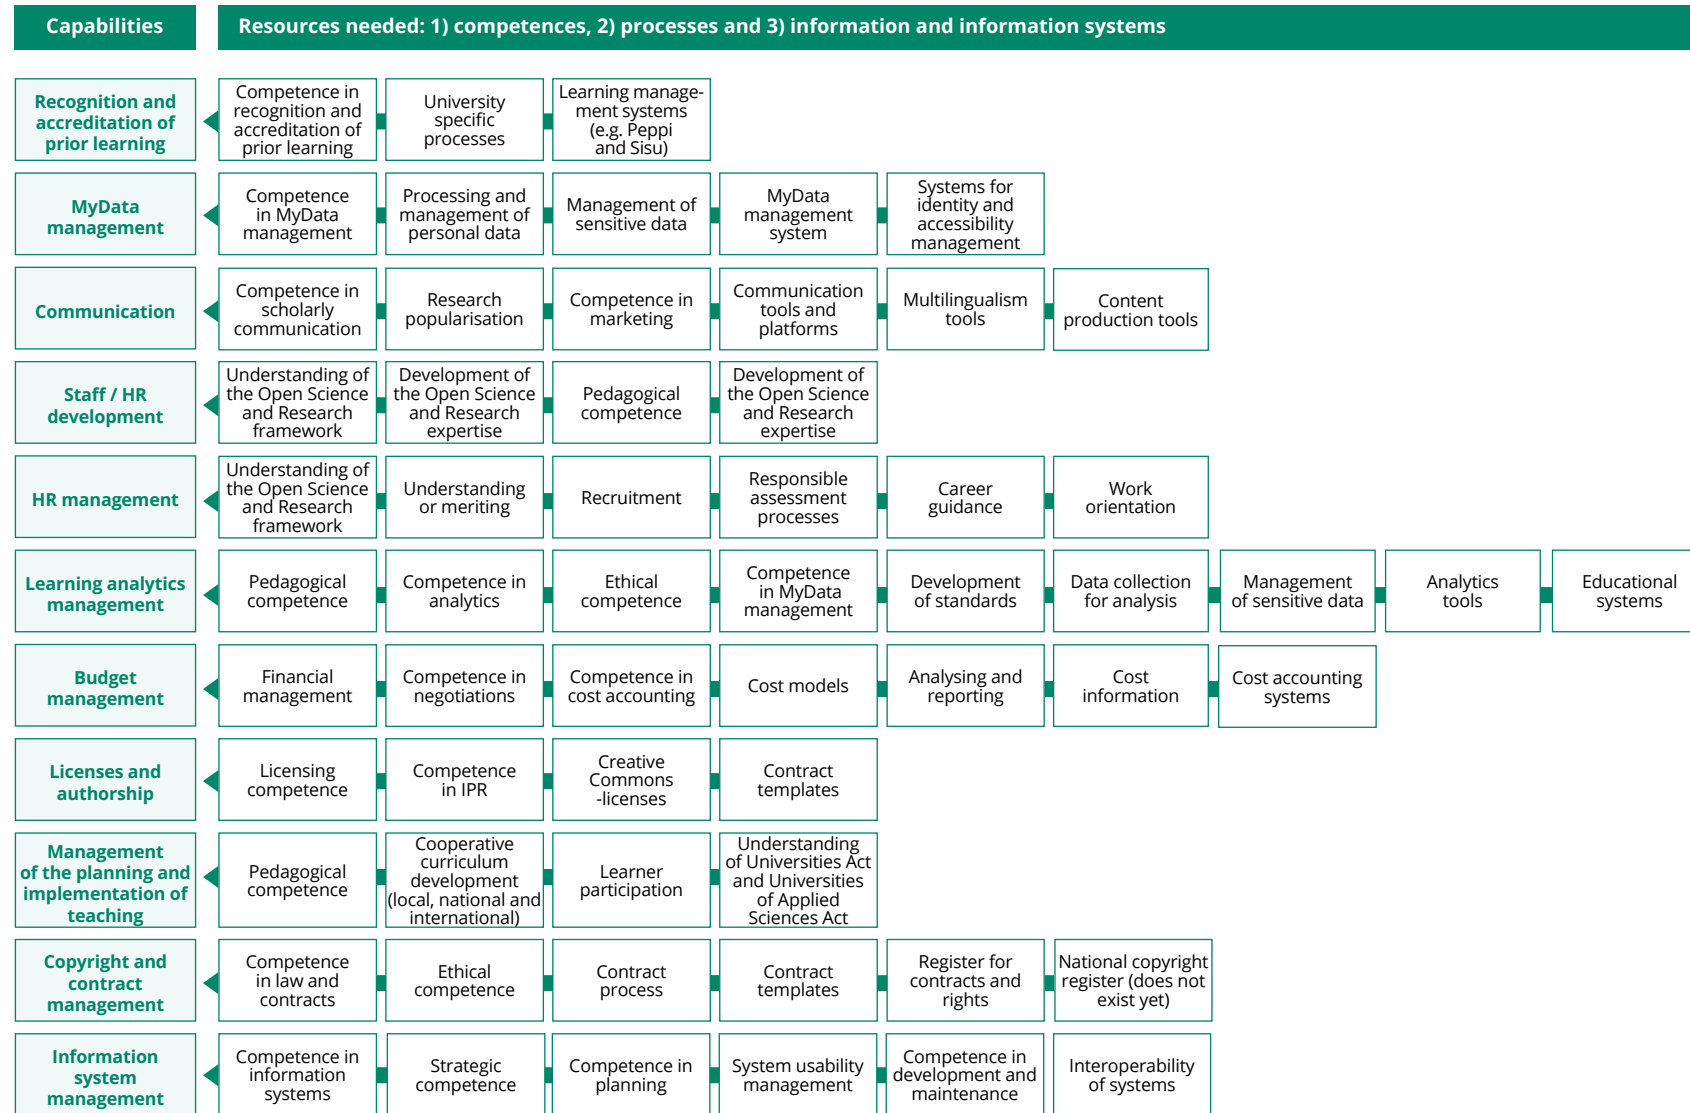 Capabilities
Resources needed: 1) competences, 2) processes and 3) information and information systems
Recognition and
accreditation of
prior learning
Competence in
recognition and
accreditation of
prior learning
University
specific
processes
Learning manage-
ment systems
(e.g. Peppi
and Sisu)
MyData
management
Competence
in MyData
management
Processing and
management of
personal data
Management of
sensitive data
MyData
management
system
Systems for
identity and
accessibility
management
Communication
Competence in
scholarly
communication
Research
popularisation
Competence in
marketing
Communication
tools and
platforms
Multilingualism
tools
Content
production tools
Staff / HR
development
Understanding of
the Open Science
and Research
framework
Development of
the Open Science
and Research
expertise
Pedagogical
competence
Development of
the Open Science
and Research
expertise
HR management
Understanding of
the Open Science
and Research
framework
Understanding
or meriting
Recruitment
Responsible
assessment
processes
Career
guidance
Work
orientation
Learning analytics
management
Pedagogical
competence
Competence in
analytics
Ethical
competence
Competence
in MyData
management
Development
of standards
Data collection
for analysis
Management
of sensitive data
Analytics
tools
Educational
systems
Budget
management
Financial
management
Competence in
negotiations
Competence in
cost accounting
Cost models
Analysing and
reporting
Cost
information
Cost accounting
systems
Licenses and
authorship
Licensing
competence
Competence
in IPR
Creative
Commons
-licenses
Contract
templates
Management
of the planning and
implementation of
teaching
Pedagogical
competence
Cooperative
curriculum
development
(local, national and
international)
Learner
participation
Understanding
of Universities Act
and Universities
of Applied
Sciences Act
Copyright and
contract
management
Competence
in law and
contracts
Ethical
competence
Contract
process
Contract
templates
Register for
contracts and
rights
National copyright
register (does not
exist yet)
Information
system
management
Competence in
information
systems
Strategic
competence
Competence in
planning
System usability
management
Competence in
development and
maintenance
Interoperability
of systems